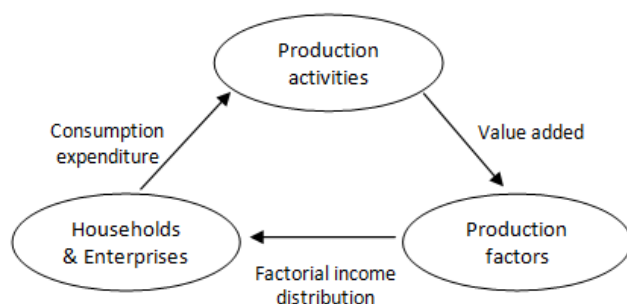 Production
activities
Consumption
expenditure
Value added
Households
& Enterprises
Production
factors
Factorial income
distribution